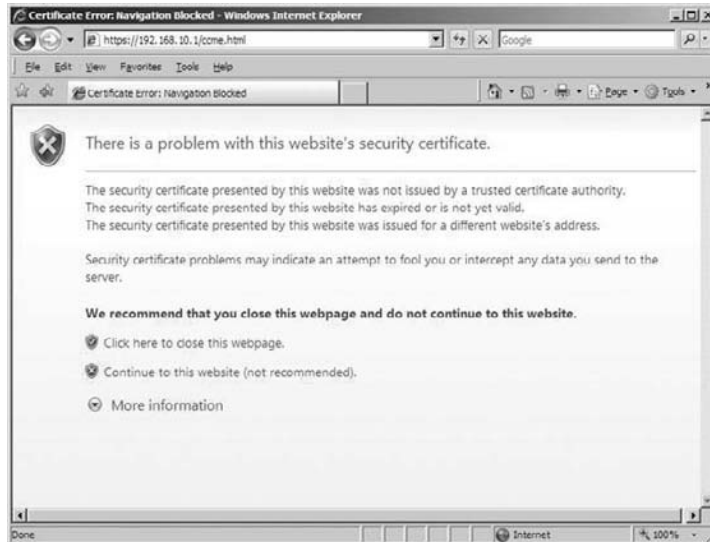 Certificate Error: Navigation Blocked - Windows Internet Explorer
https://192.168.10.1/ccme.html
Google
File Edit View Favorites Tools Help
Certificate Error: Navigation Blocked
Page Tools
There is a problem with this website's security certificate.
The security certificate presented by this website was not issued by a trusted certificate authority.
The security certificate presented by this website has expired or is not yet valid.
The security certificate presented by this website was issued for a different website's address.
Security certificate problems may indicate an attempt to fool you or intercept any data you send to the
server.
We recommend that you close this webpage and do not continue to this website.
Click here to close this webpage.
Continue to this website (not recommended).
More information
Done
Internet
100%